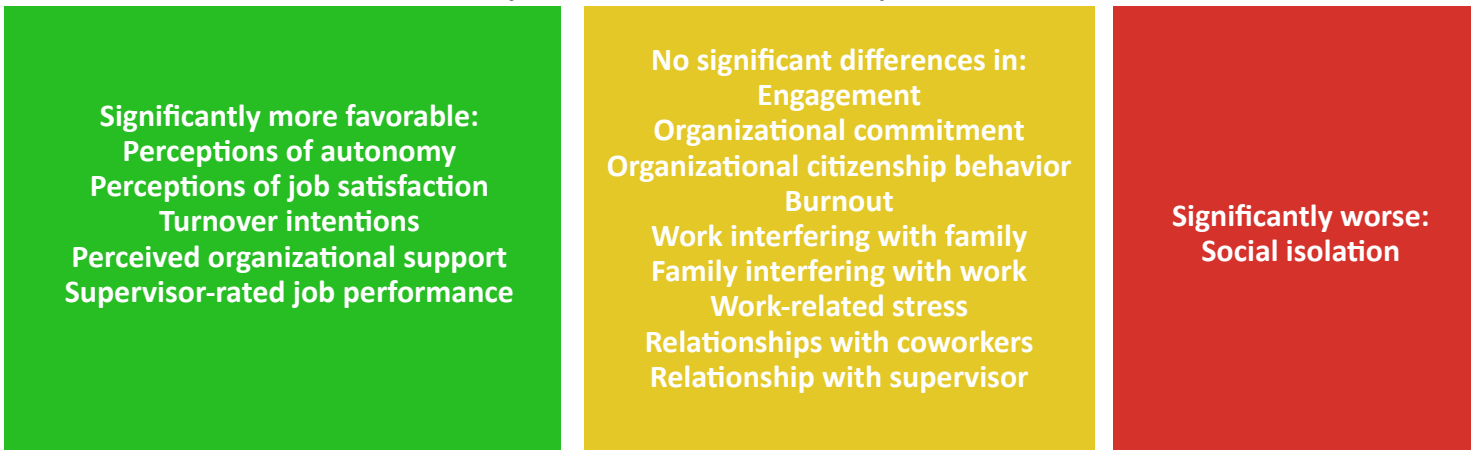 Significantly more favorable:
Perceptions of autonomy
Perceptions of job satisfaction
Turnover intentions
Perceived organizational support
Supervisor-rated job performance
No significant differences in:
Engagement
Organizational commitment
Organizational citizenship behavior
Burnout
Work interfering with family
Family interfering with work
Work-related stress
Relationships with coworkers
Relationship with supervisor
Significantly worse:
Social isolation